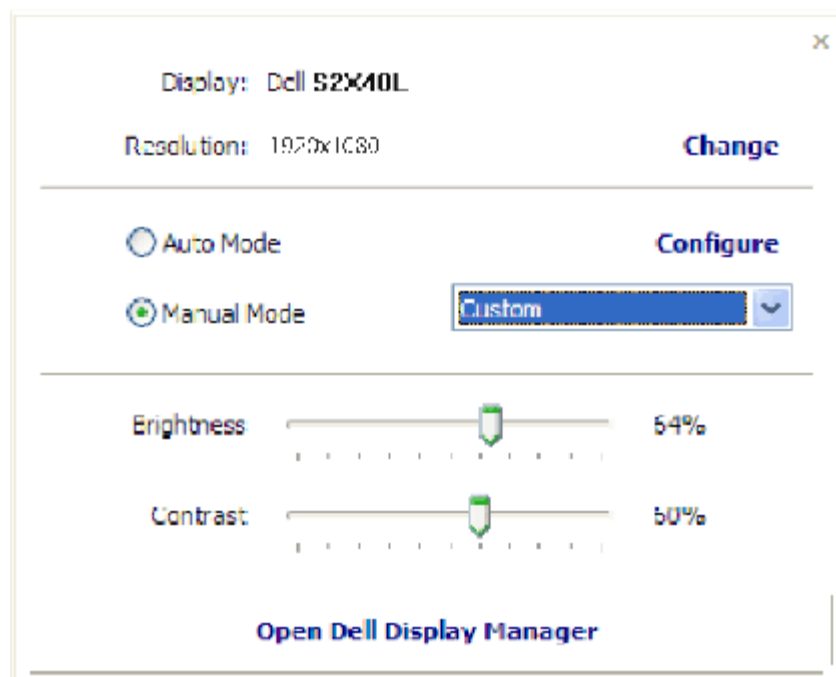 Display: Dell S2X40L
Resolution: 1920x1080 Change
Auto Mode Configure
Manual Mode Custom
Brightness 64%
Contrast 60%
Open Dell Display Manager